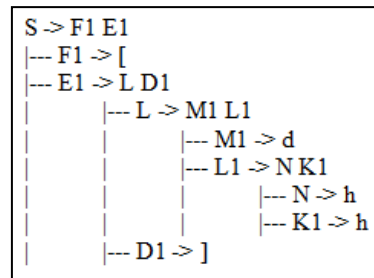 S -> F1 E1
|--- F1 -> [
|--- E1 -> L D1
| |--- L -> M1 L1
| | |--- M1 -> d
| | |--- L1 -> N K1
| | | |--- N -> h
| | | |--- K1 -> h
| |--- D1 -> ]